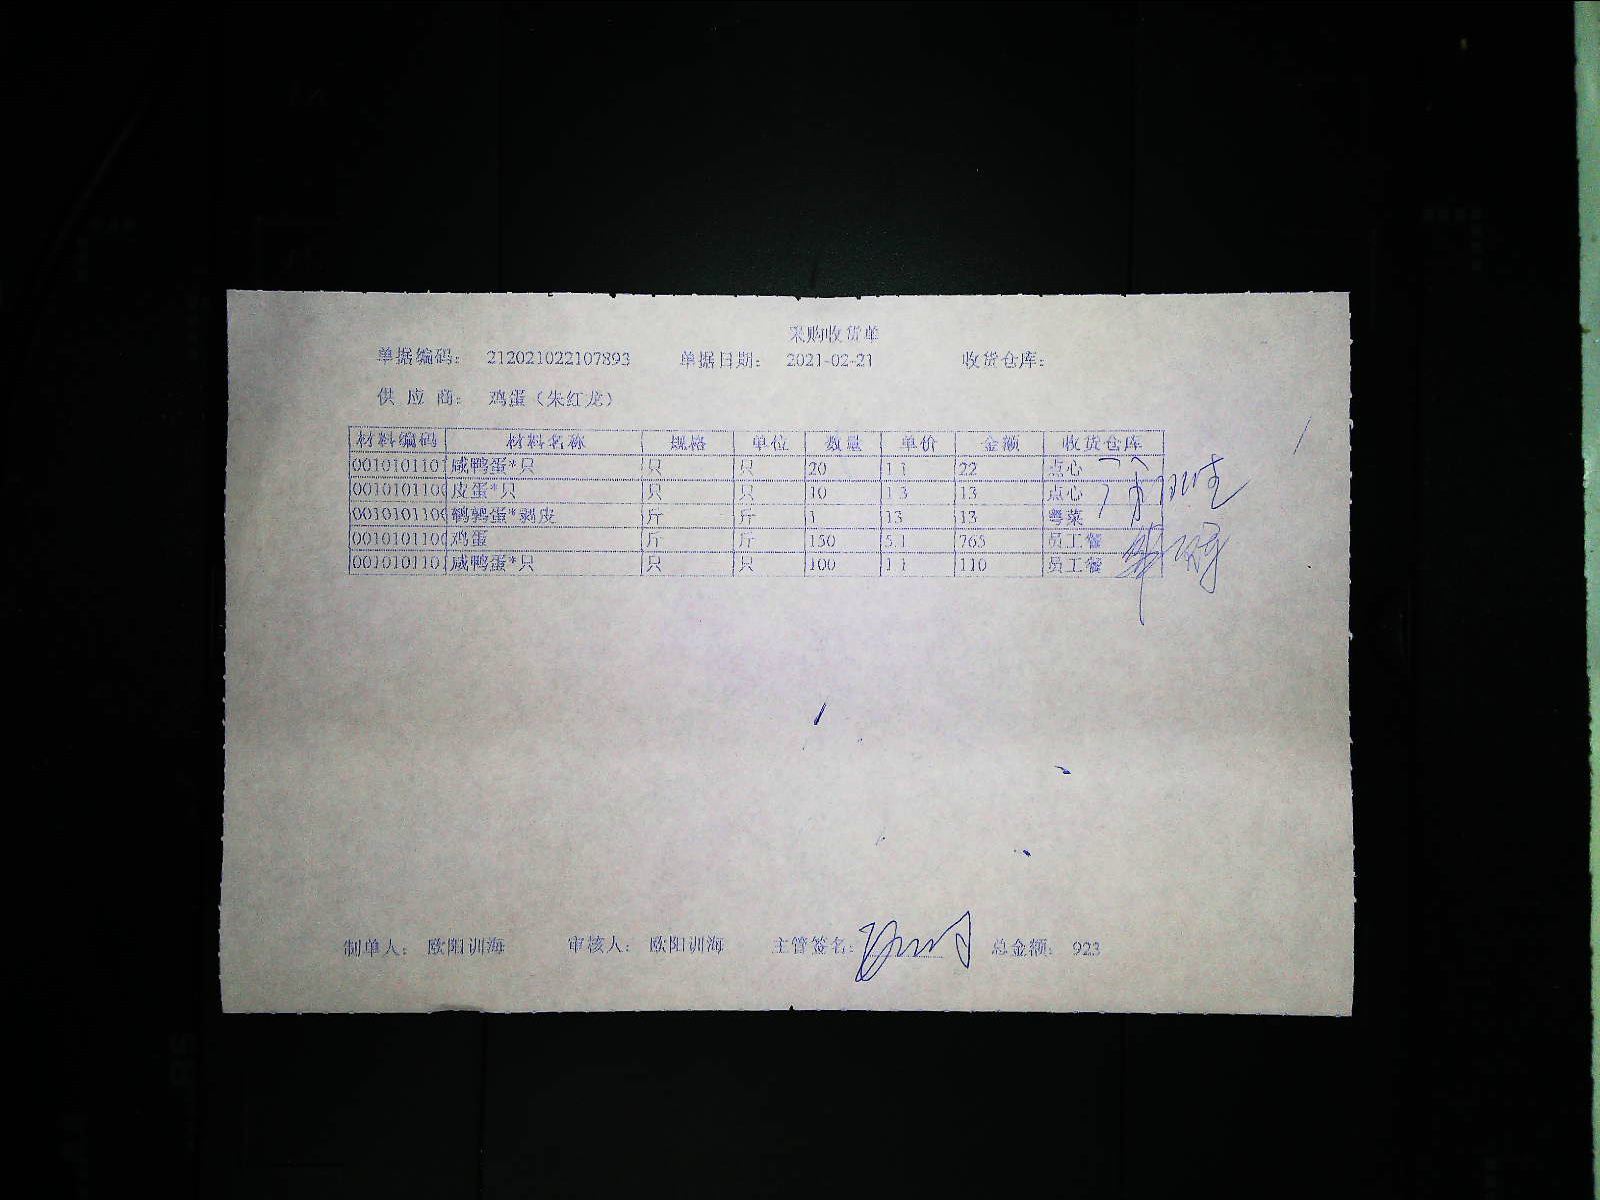 采购收货单
单据编码： 212021022107893 单据日期： 2021-02-21 收货仓库：
供 应 商： 鸡蛋（朱红龙）
材料编码 材料名称 规格 单位 数量 单价 金额 收货仓库
0010101101 咸鸭蛋*只 只 只 20 1.1 22 点心
001010110 皮蛋*只 只 只 10 1.3 13 点心
001010110 鹌鹑蛋*剥皮 斤 斤 1 13 13 粤菜
001010110 鸡蛋 斤 斤 150 5.1 765 员工餐
001010110 咸鸭蛋*只 只 只 100 1.1 110 员工餐
制单人： 欧阳训海 审核人： 欧阳训海 主管签名： 总金额： 923